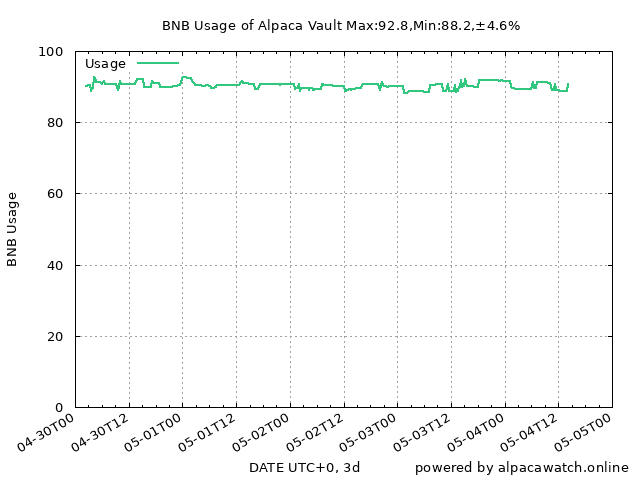 BNB Usage of Alpaca Vault Max:92.8,Min:88.2,±4.6%
Usage
100
80
60
40
20
0
BNB Usage
04-30T00
04-30T12
05-01T00
05-01T12
05-02T00
05-02T12
05-03T00
05-03T12
05-04T00
05-04T12
05-05T00
DATE UTC+0, 3d
powered by alpacawatch.online